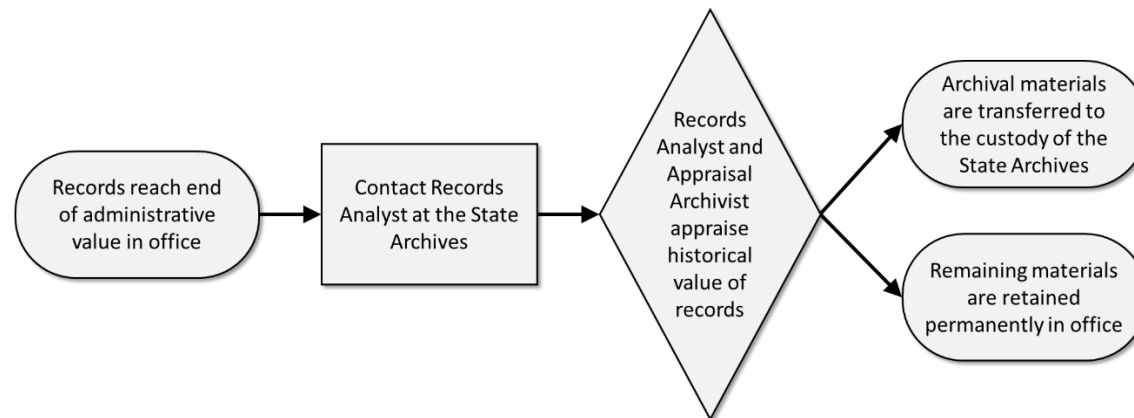 Records reach end
of administrative
value in office
Contact Records
Analyst at the State
Archives
Records
Analyst and
Appraisal
Archivist
appraise
historical
value of
records
Archival materials
are transferred to
the custody of the
State Archives
Remaining materials
are retained
permanently in office